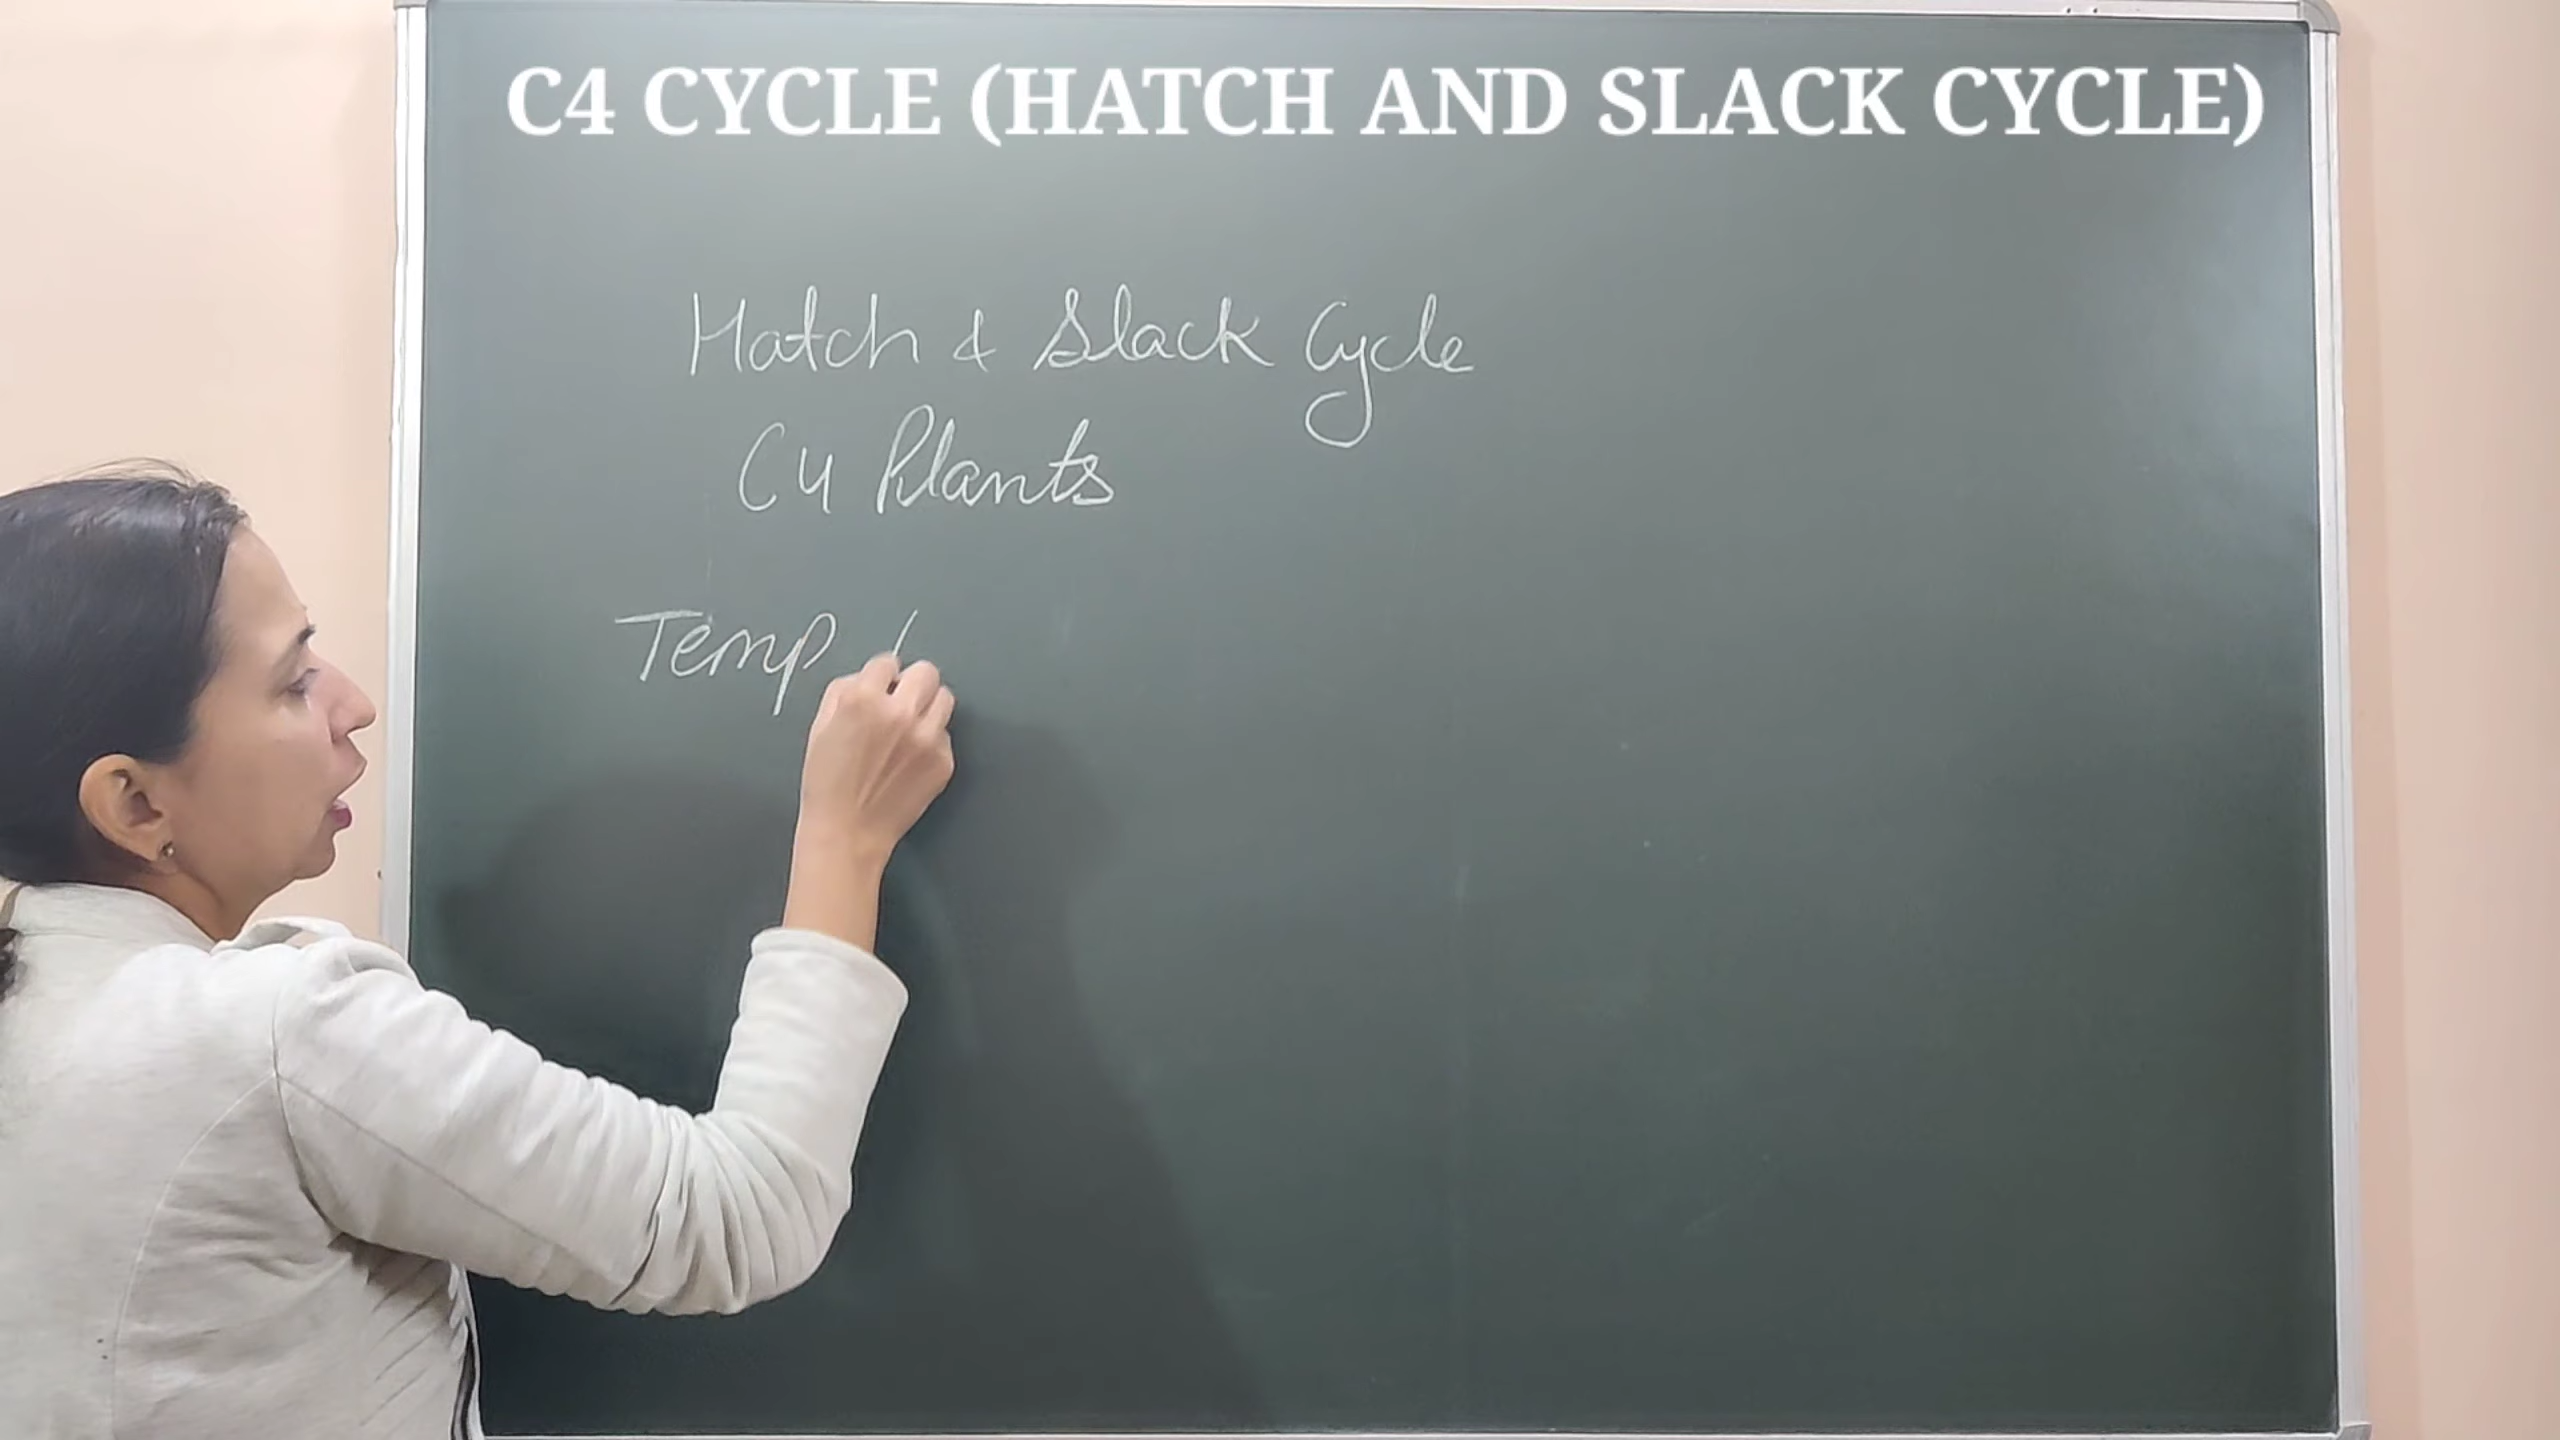 C4 CYCLE (HATCH AND SLACK CYCLE)
Hatch & Slack Cycle
C4 Plants
Temp